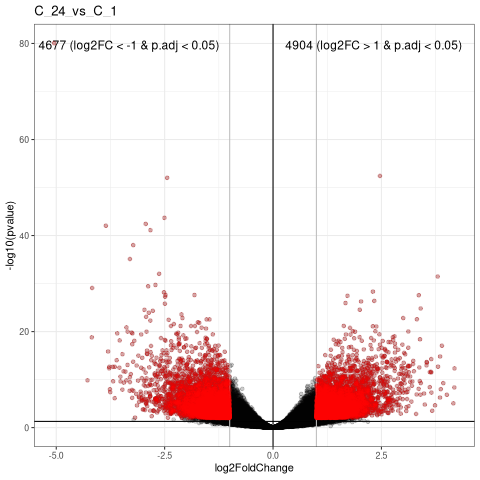 C_24_vs_C_1
4677 (log2FC < -1 & p.adj < 0.05)
4904 (log2FC > 1 & p.adj < 0.05)
80
60
40
20
0
-log10(pvalue)
-5.0
-2.5
0.0
2.5
log2FoldChange